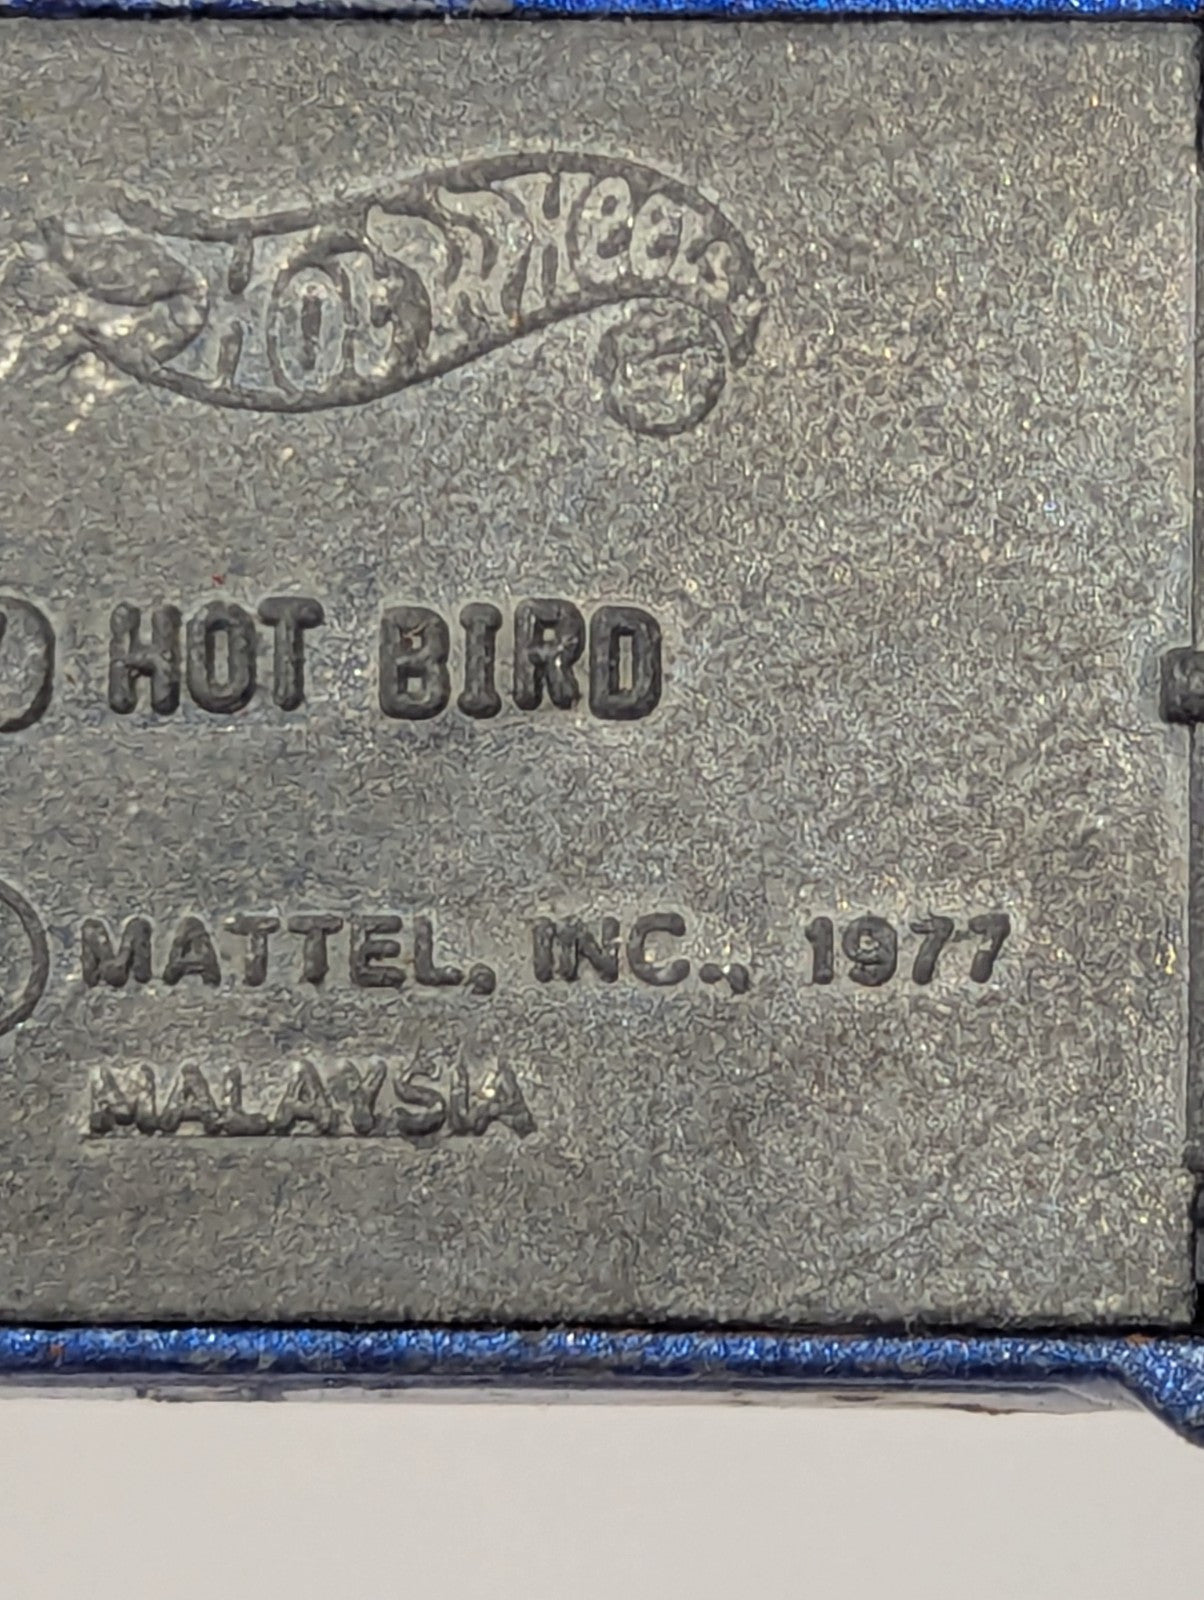 Hot Wheels
HOT BIRD
MATTEL, INC., 1977
MALAYSIA